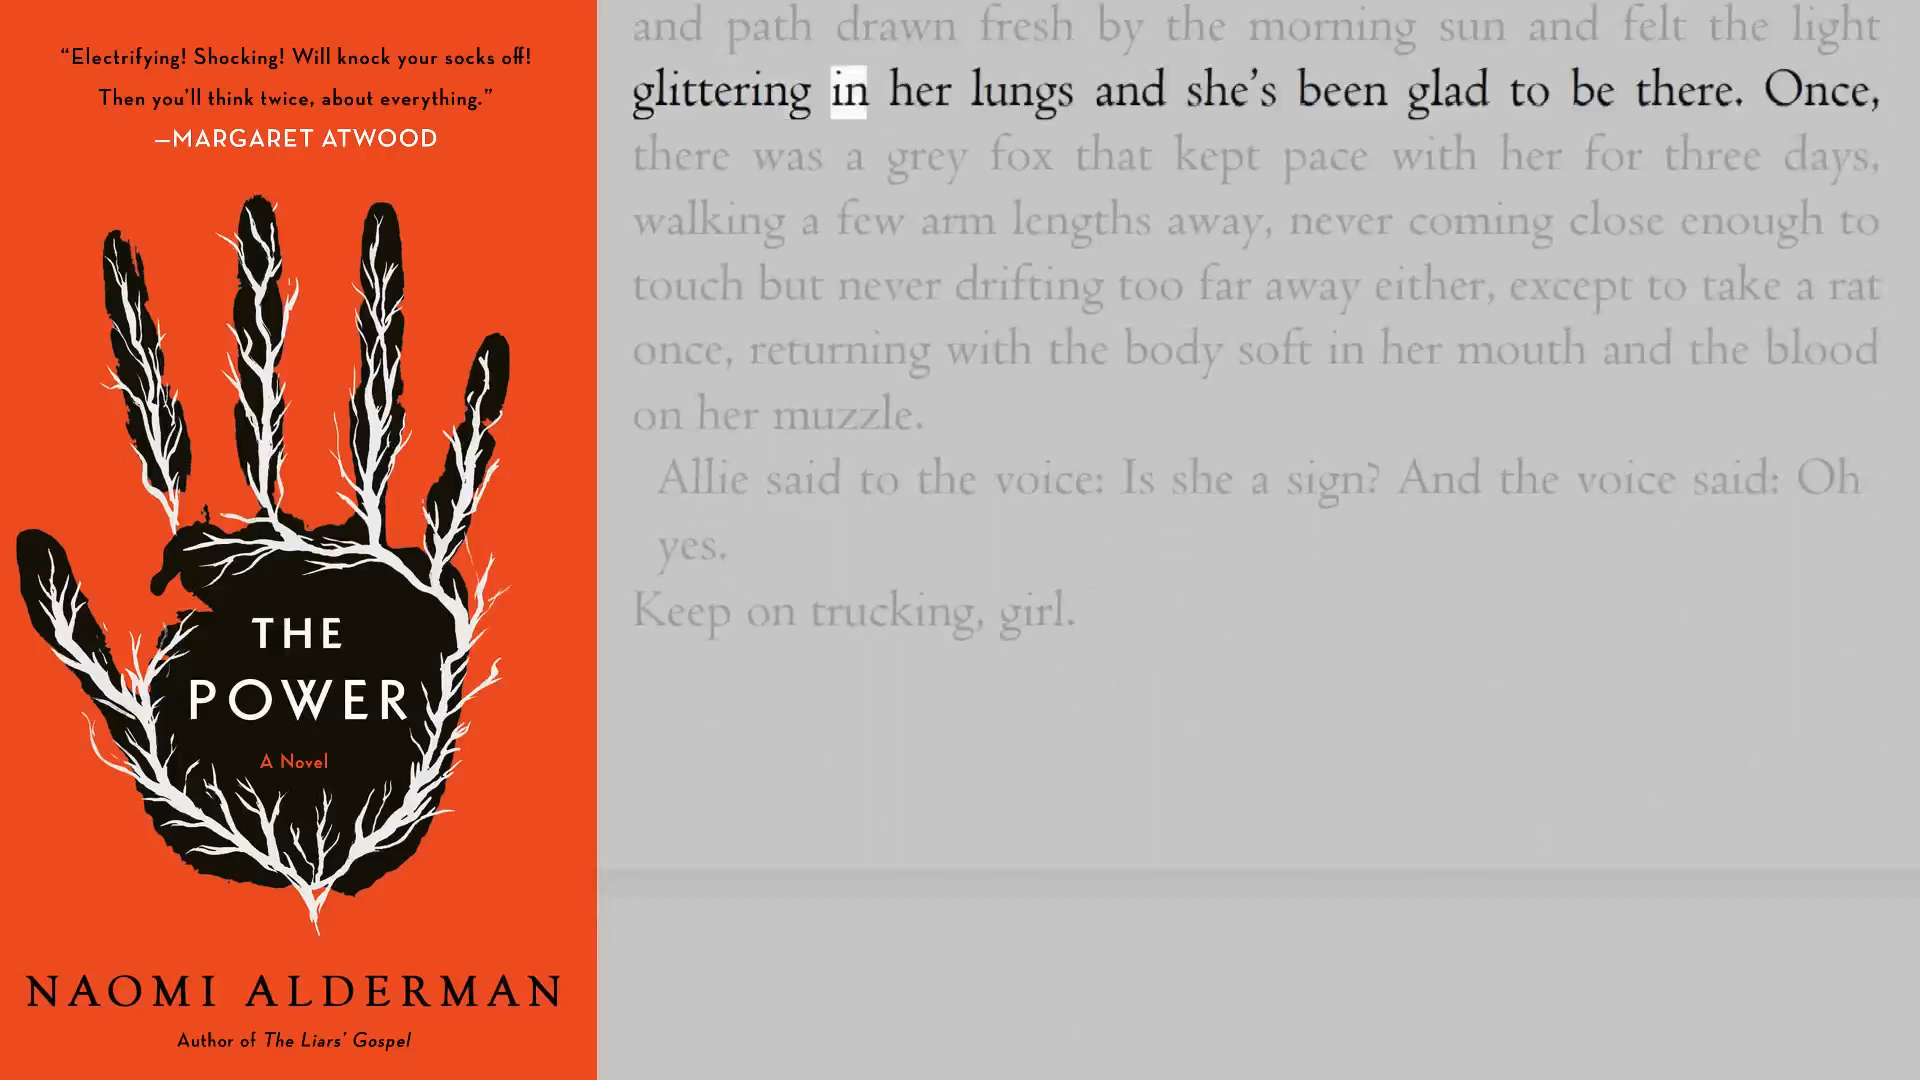 “Electrifying! Shocking! Will knock your socks off!
Then you’ll think twice, about everything.”
—MARGARET ATWOOD
THE
POWER
A Novel
NAOMI ALDERMAN
Author of The Liars’ Gospel
and path drawn fresh by the morning sun and felt the light
glittering in her lungs and she’s been glad to be there. Once,
there was a grey fox that kept pace with her for three days,
walking a few arm lengths away, never coming close enough to
touch but never drifting too far away either, except to take a rat
once, returning with the body soft in her mouth and the blood
on her muzzle.
Allie said to the voice: Is she a sign? And the voice said: Oh
yes.
Keep on trucking, girl.